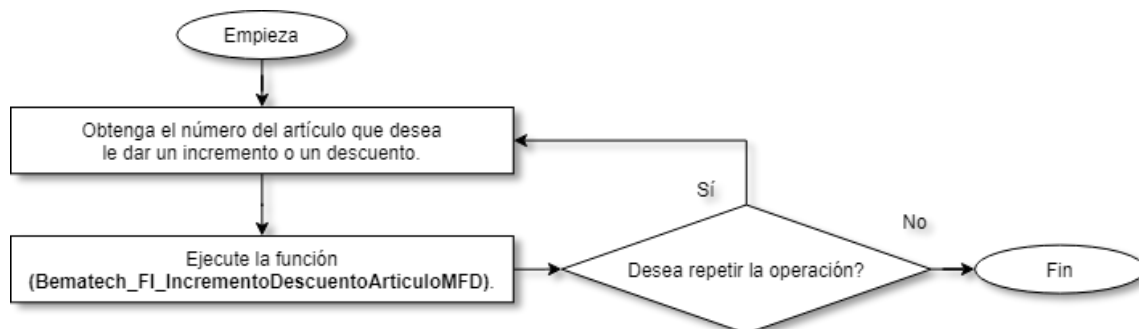 Empieza
Obtenga el número del artículo que desea
le dar un incremento o un descuento.
Sí
No
Ejecute la función
(Bematech_FI_IncrementoDescuentoArticuloMFD).
Desea repetir la operación?
Fin